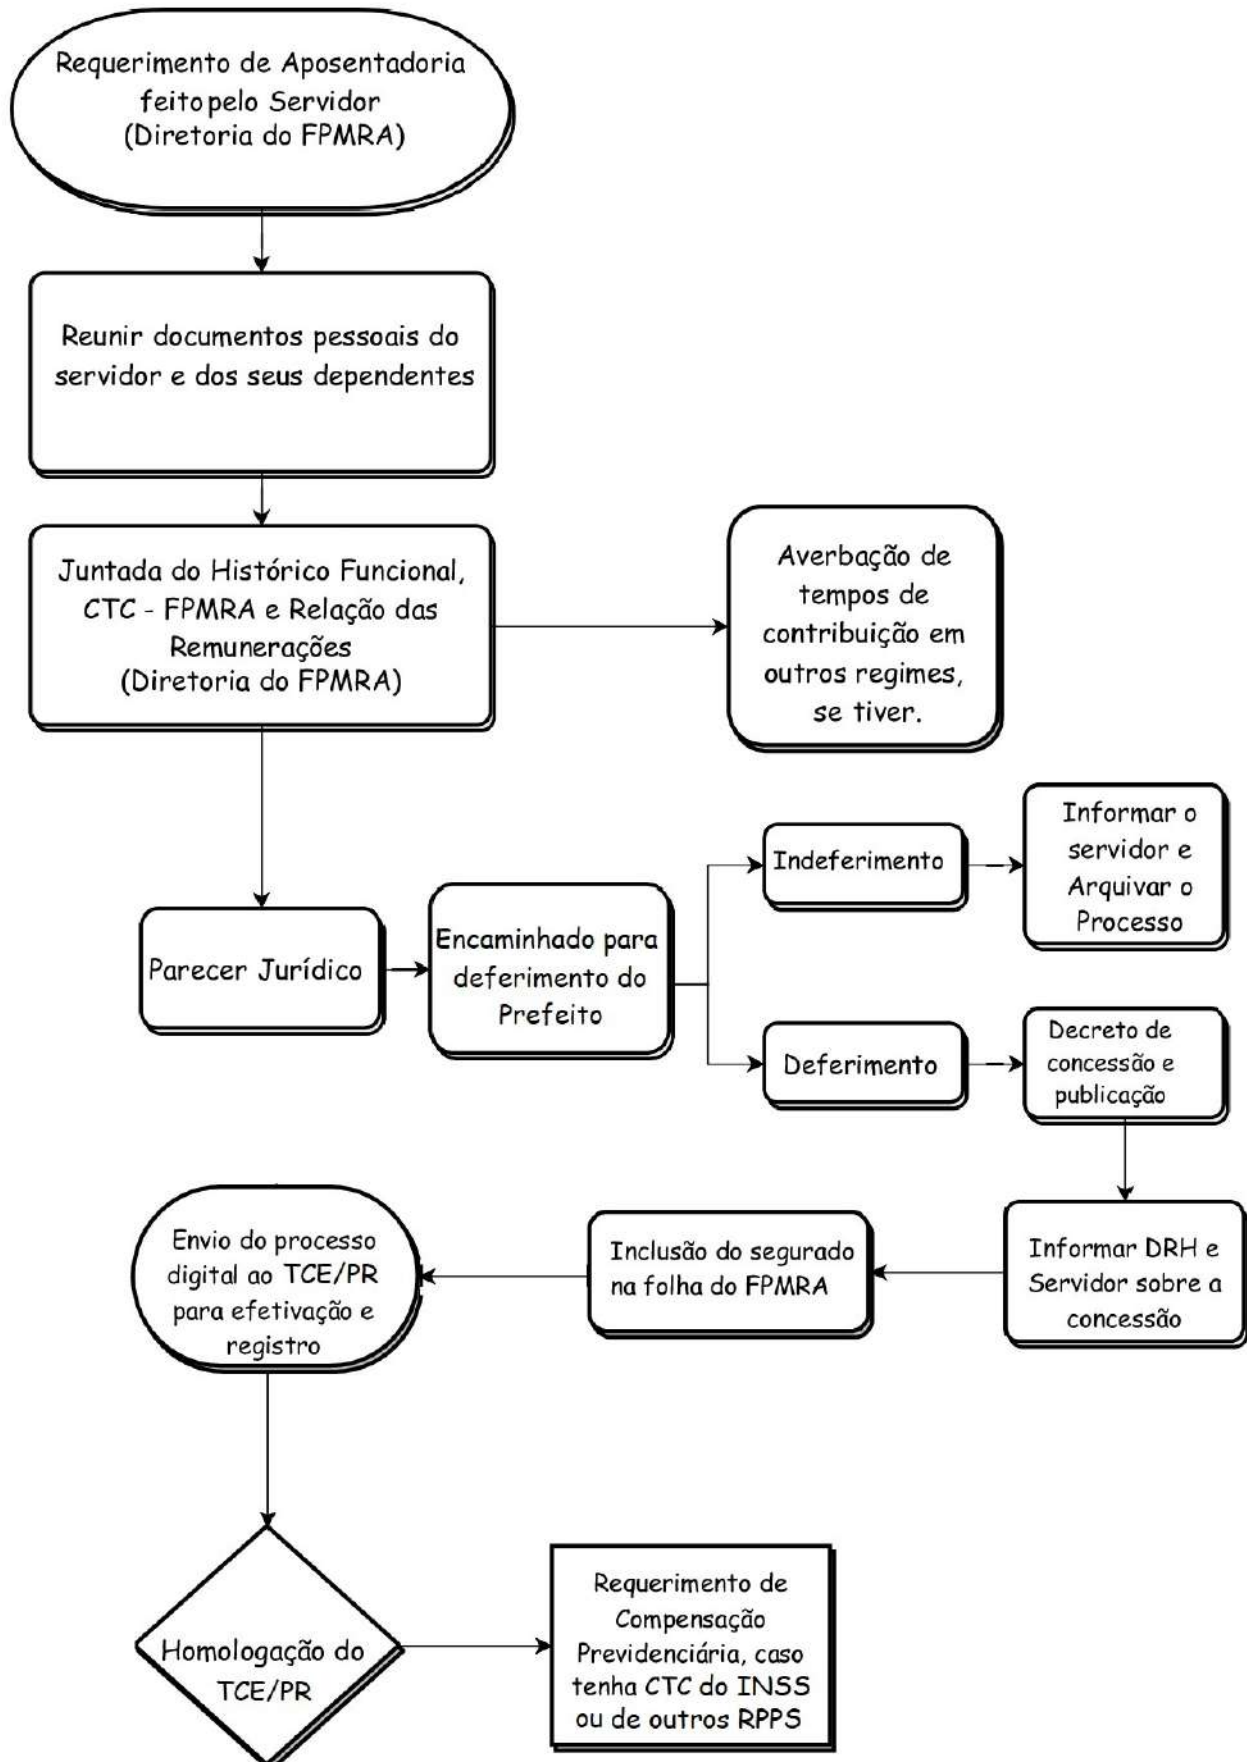 Requerimento de Aposentadoria
feito pelo Servidor
(Diretoria do FPMRA)
Reunir documentos pessoais do
servidor e dos seus dependentes
Juntada do Histórico Funcional,
CTC - FPMRA e Relação das
Remunerações
(Diretoria do FPMRA)
Averbação de
tempos de
contribuição em
outros regimes,
se tiver.
Parecer Jurídico
Encaminhado para
deferimento do
Prefeito
Indeferimento
Informar o
servidor e
Arquivar o
Processo
Deferimento
Decreto de
concessão e
publicação
Informar DRH e
Servidor sobre a
concessão
Inclusão do segurado
na folha do FPMRA
Envio do processo
digital ao TCE/PR
para efetivação e
registro
Homologação do
TCE/PR
Requerimento de
Compensação
Previdenciária, caso
tenha CTC do INSS
ou de outros RPPS